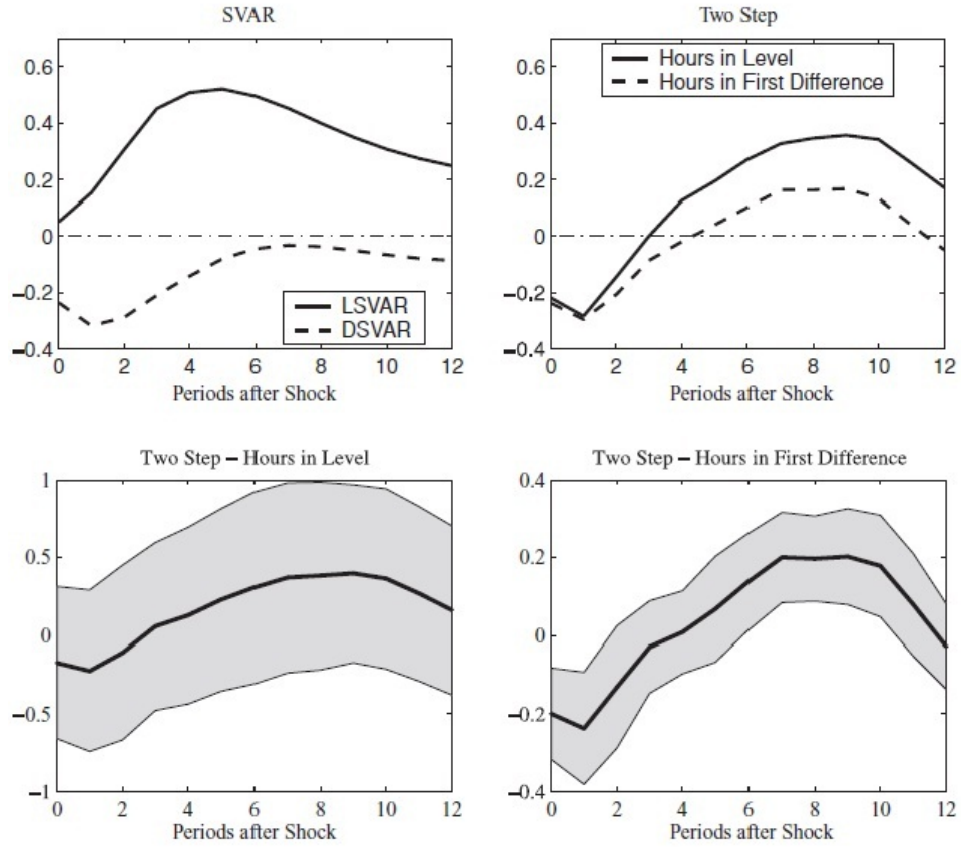 SVAR
0.6
0.4
0.2
0
−0.2
−0.4
0 2 4 6 8 10 12
Periods after Shock
LSVAR
DSVAR
Two Step
0.6
0.4
0.2
0
−0.2
−0.4
0 2 4 6 8 10 12
Periods after Shock
Hours in Level
Hours in First Difference
Two Step – Hours in Level
1
0.5
0
−0.5
−1
0 2 4 6 8 10 12
Periods after Shock
Two Step – Hours in First Difference
0.4
0.2
0
−0.2
−0.4
0 2 4 6 8 10 12
Periods after Shock